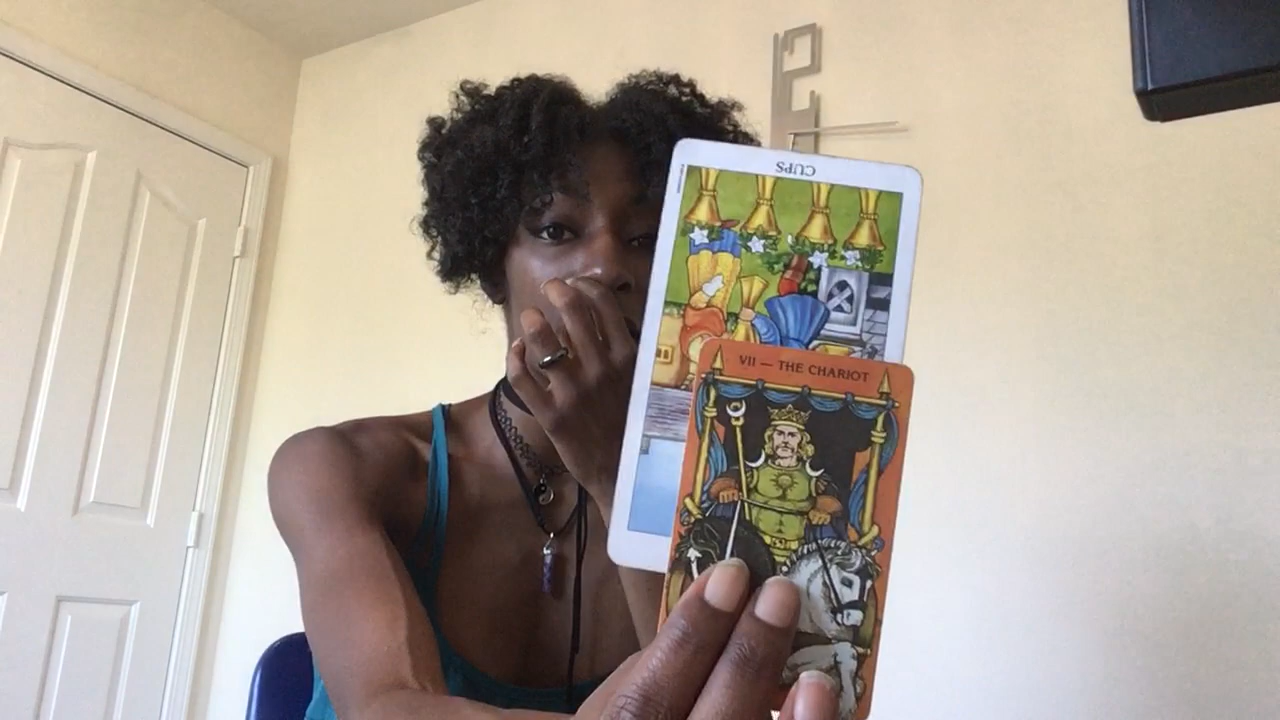 CUPS
VII — THE CHARIOT